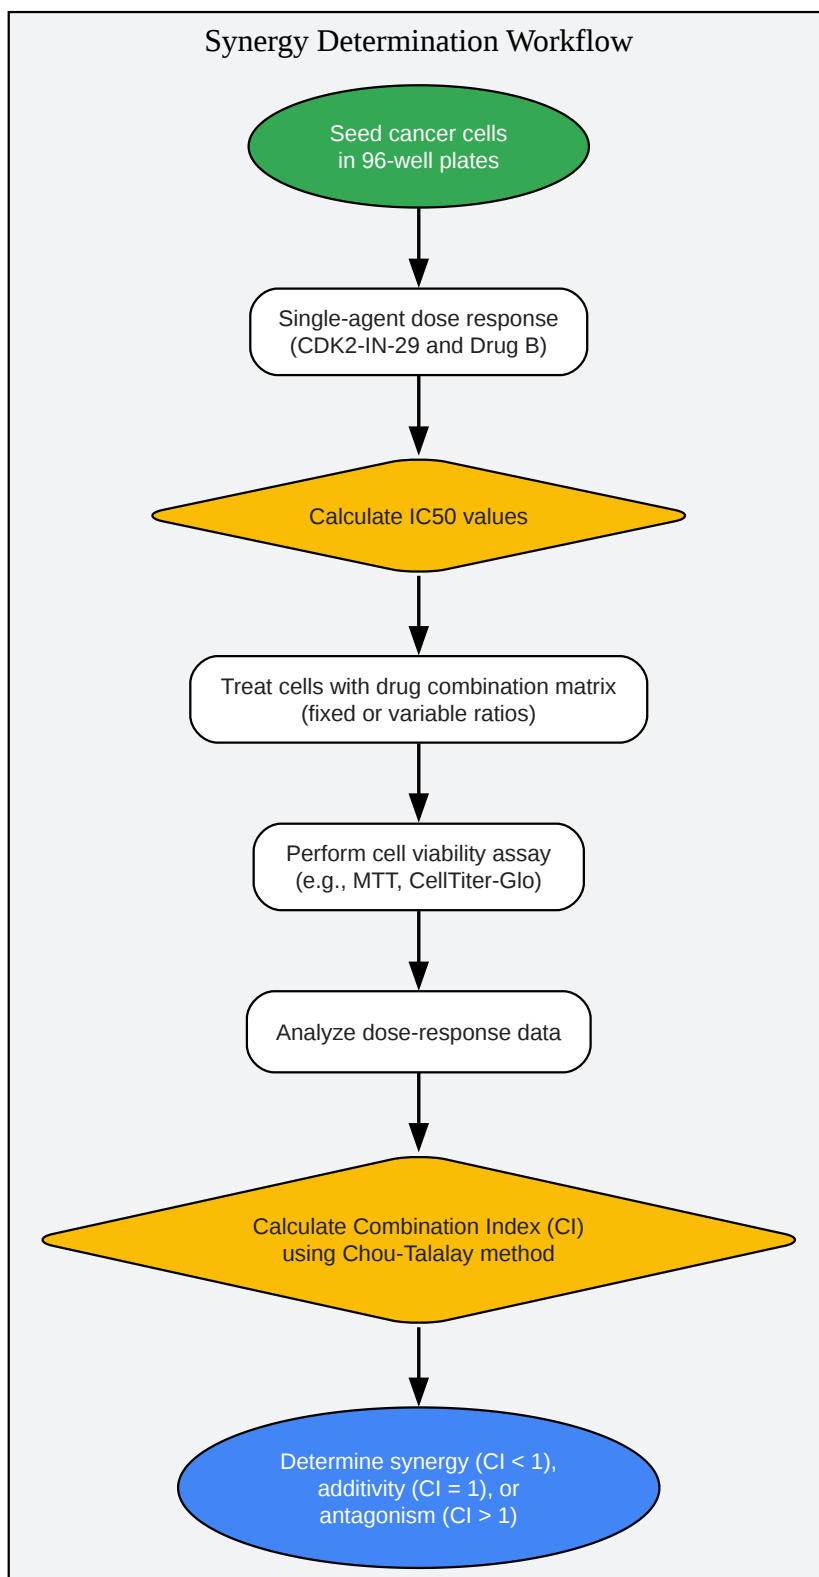 Synergy Determination Workflow
Seed cancer cells
in 96-well plates
Single-agent dose response
(CDK2-IN-29 and Drug B)
Calculate IC50 values
Treat cells with drug combination matrix
(fixed or variable ratios)
Perform cell viability assay
(e.g., MTT, CellTiter-Glo)
Analyze dose-response data
Calculate Combination Index (CI)
using Chou-Talalay method
Determine synergy (CI < 1),
additivity (CI = 1), or
antagonism (CI > 1)